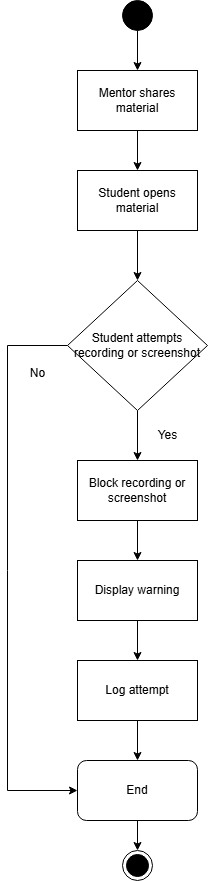 Mentor shares
material
Student opens
material
Student attempts
recording or screenshot
No
Yes
Block recording or
screenshot
Display warning
Log attempt
End